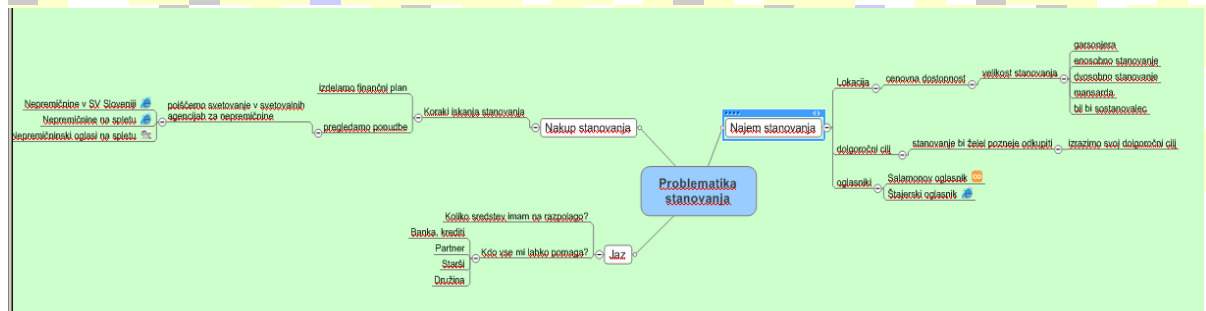 Problematika
stanovanja
Nakup stanovanja
Koraki iskanja stanovanja
izdelamo finančni plan
pregledamo ponudbe
poiščemo svetovanje v svetovalnih
agencijah za nepremičnine
Nepremičnine v SV Sloveniji
Nepremičnine na spletu
Nepremičninski oglasi na spletu
Najem stanovanja
Lokacija
cenovna dostopnost
velikost stanovanja
garsonjera
enosobno stanovanje
dvosobno stanovanje
mansarda
bil bi sostanovalec
dolgoročni cilj
stanovanje bi želel pozneje odkupiti
izrazimo svoj dolgoročni cilj
oglasniki
Salamonov oglasnik
Štajerski oglasnik
Jaz
Koliko sredstev imam na razpolago?
Kdo vse mi lahko pomaga?
Banka, krediti
Partner
Starši
Družina